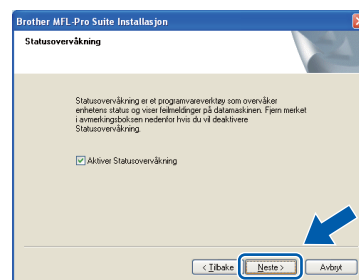 Brother MFL-Pro Suite Installasjon
Statusovervåkning
Statusovervåkning er et programvareverktøy som overvåker
enhetens status og viser feilmeldinger på datamaskinen. Fjern merket
i avmerkingsboksen nedenfor hvis du vil deaktivere
Statusovervåkning.
Aktiver Statusovervåkning
< Tilbake
Neste >
Avbryt